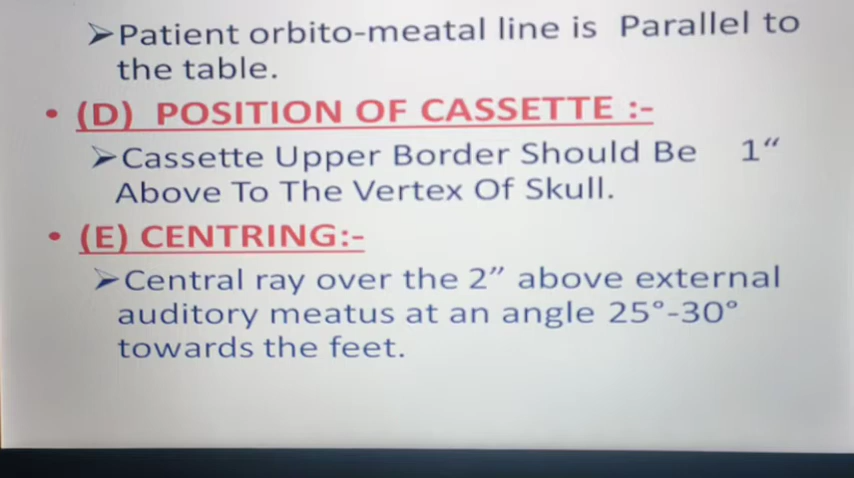 ➢Patient orbito-meatal line is Parallel to
the table.
• (D) POSITION OF CASSETTE :-
➢Cassette Upper Border Should Be 1“
Above To The Vertex Of Skull.
• (E) CENTRING:-
➢Central ray over the 2” above external
auditory meatus at an angle 25°-30°
towards the feet.